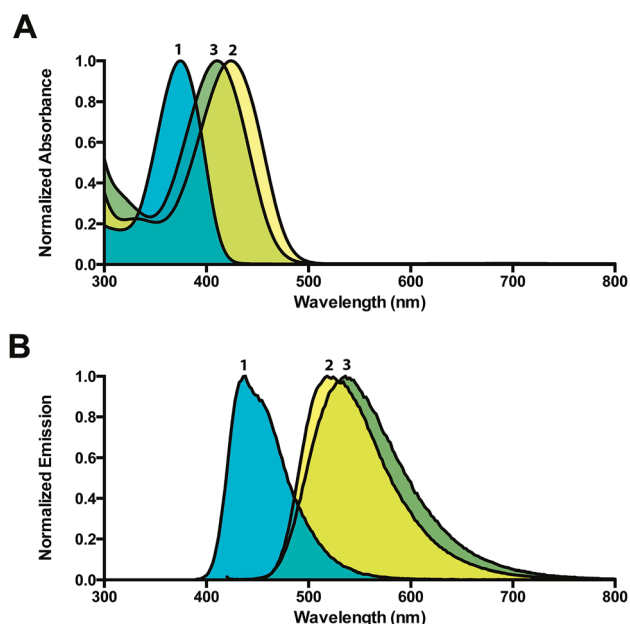 A
1 3 2
1.0
0.8
0.6
0.4
0.2
0.0
Normalized Absorbance
300 400 500 600 700 800
Wavelength (nm)
B
1 2 3
1.0
0.8
0.6
0.4
0.2
0.0
Normalized Emission
300 400 500 600 700 800
Wavelength (nm)